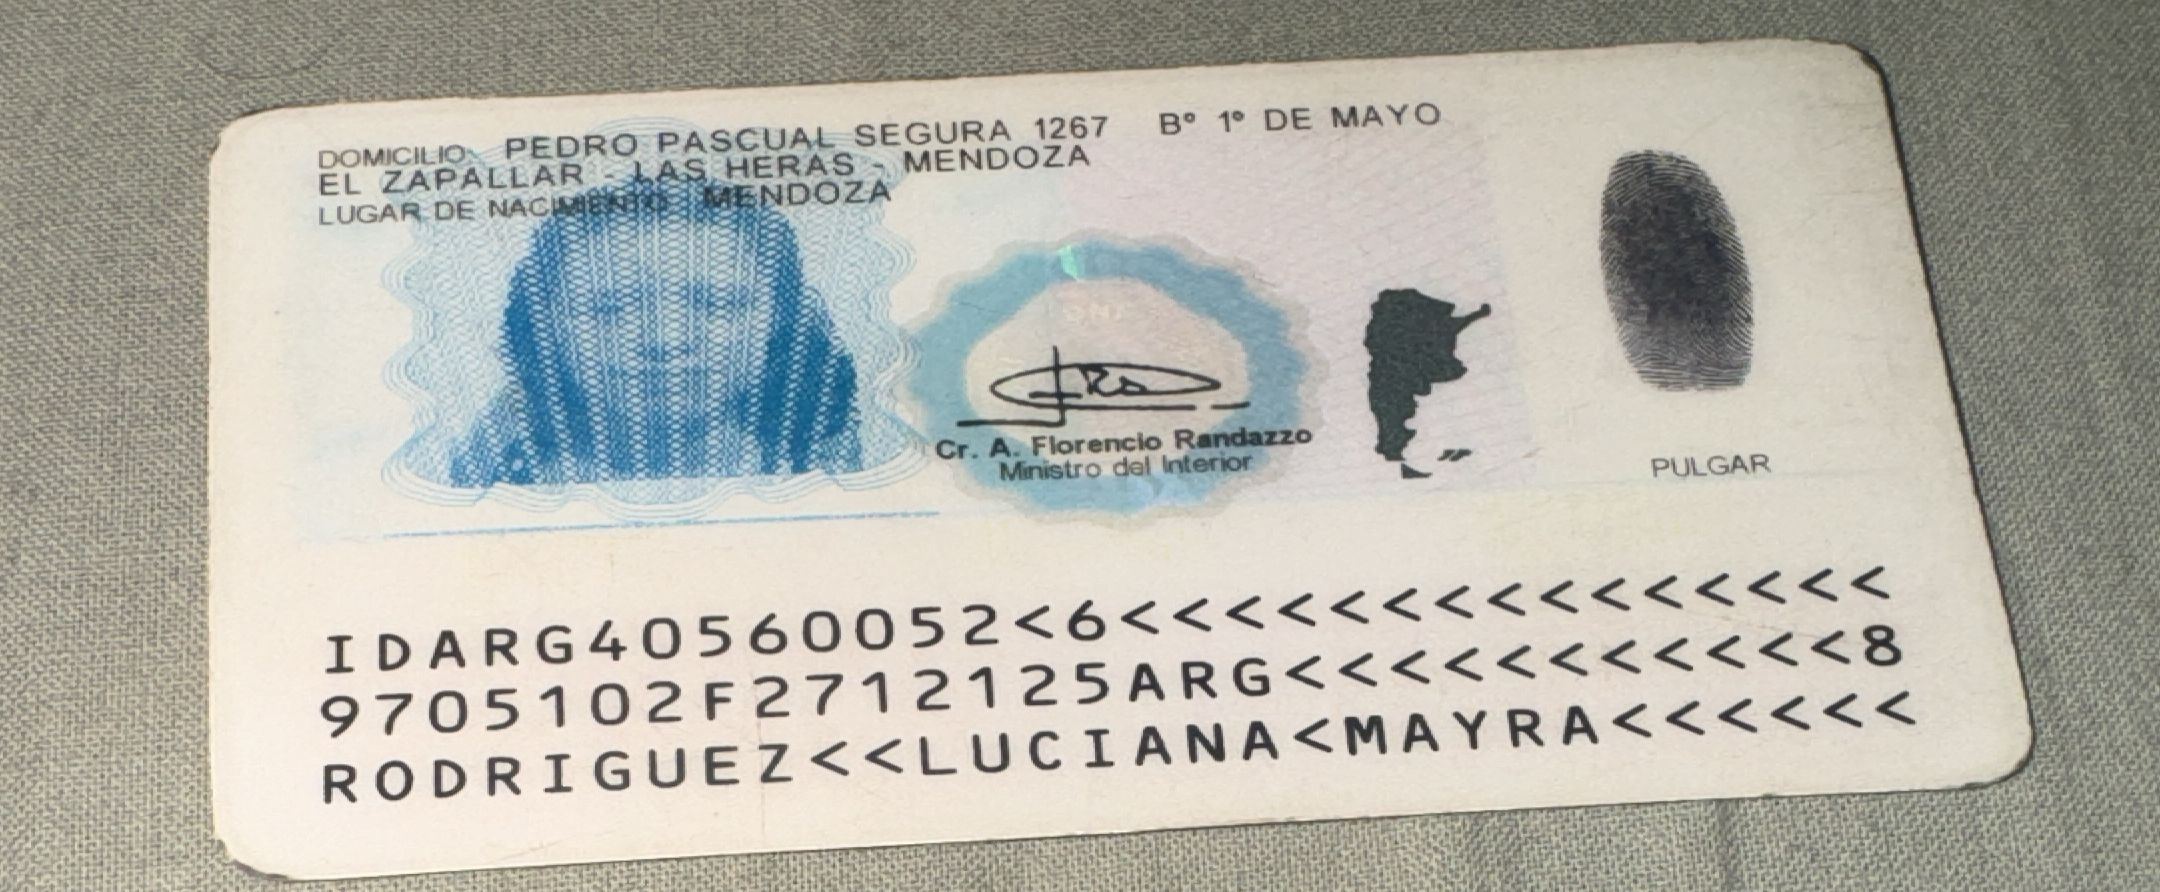 DOMICILIO: PEDRO PASCUAL SEGURA 1267 Bº 1º DE MAYO
EL ZAPALLAR - LAS HERAS - MENDOZA
LUGAR DE NACIMIENTO: MENDOZA
Cr. A. Florencio Randazzo
Ministro del Interior
PULGAR
IDARG40560052<6<<<<<<<<<<<<<<<
9705102F2712125ARG<<<<<<<<<<<8
RODRIGUEZ<<LUCIANA<MAYRA<<<<<<